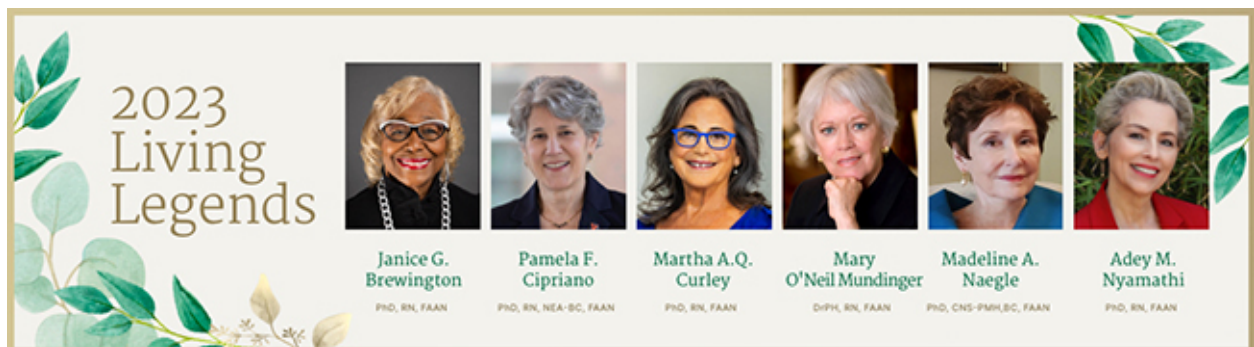 2023
Living
Legends
Janice G.
Brewington
PhD, RN, FAAN
Pamela F.
Cipriano
PhD, RN, NEA-BC, FAAN
Martha A.Q.
Curley
PhD, RN, FAAN
Mary
O'Neil Mundinger
DrPH, RN, FAAN
Madeline A.
Naegle
PhD, CNS-PMH,BC, FAAN
Adey M.
Nyamathi
PhD, RN, FAAN